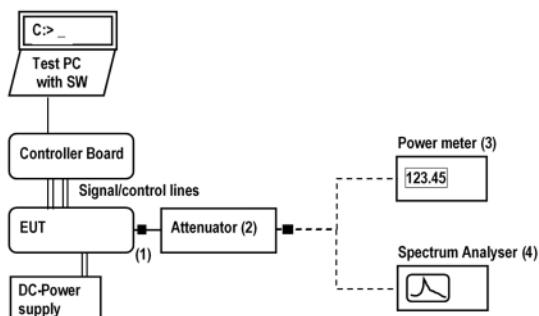 C:> _
Test PC
with SW
Controller Board
Signal/control lines
EUT
(1)
Attenuator (2)
Power meter (3)
123.45
Spectrum Analyser (4)
DC-Power
supply